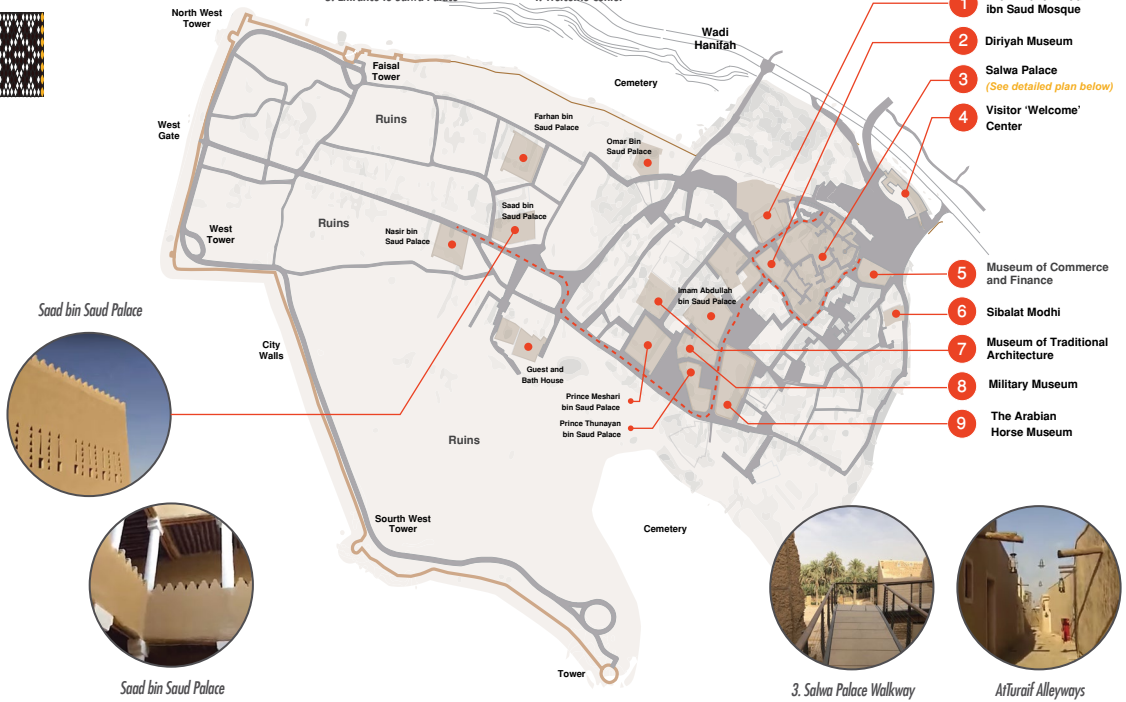 North West
Tower
Wadi
Hanifah
1
ibn Saud Mosque
2
Diriyah Museum
3
Salwa Palace
(See detailed plan below)
4
Visitor ‘Welcome’
Center
Faisal
Tower
Cemetery
West
Gate
Ruins
Farhan bin
Saud Palace
Omar Bin
Saud Palace
Ruins
Saad bin
Saud Palace
West
Tower
Nasir bin
Saud Palace
5
Museum of Commerce
and Finance
Imam Abdullah
bin Saud Palace
6
Sibalat Modhi
Saad bin Saud Palace
City
Walls
7
Museum of Traditional
Architecture
Guest and
Bath House
8
Military Museum
Prince Meshari
bin Saud Palace
Prince Thunayan
bin Saud Palace
9
The Arabian
Horse Museum
Ruins
Sourth West
Tower
Cemetery
Tower
Saad bin Saud Palace
3. Salwa Palace Walkway
AtTuraif Alleyways